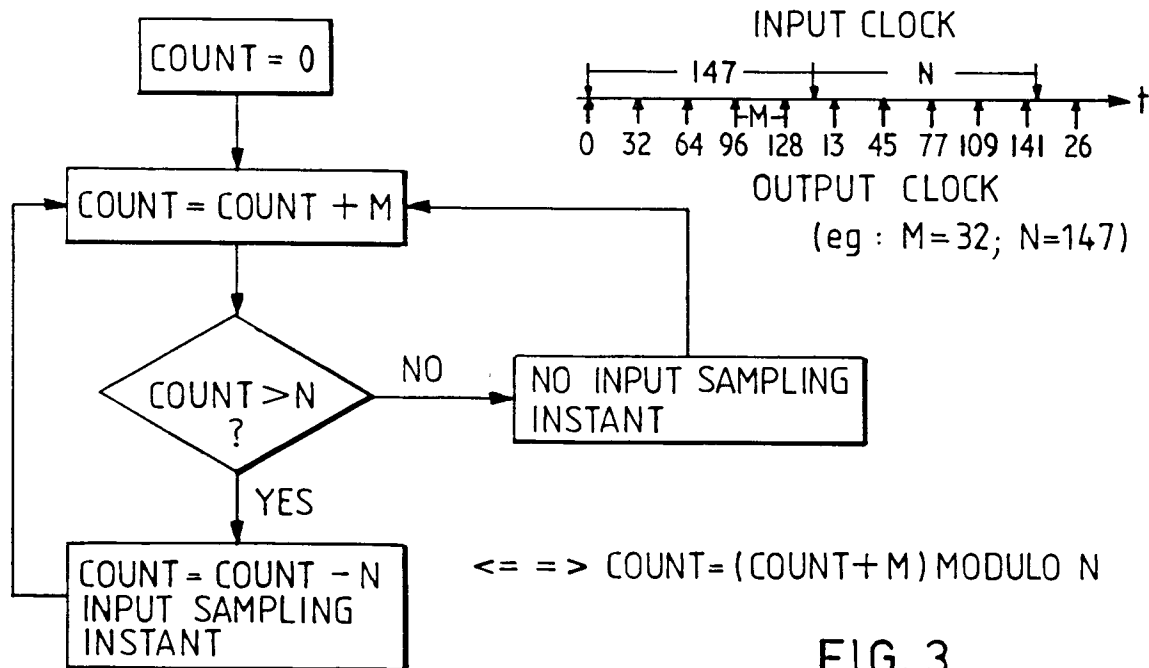 COUNT = 0
COUNT = COUNT + M
COUNT > N
?
NO
NO INPUT SAMPLING
INSTANT
YES
COUNT = COUNT - N
INPUT SAMPLING
INSTANT
INPUT CLOCK
147 N
t
M
0 32 64 96 128 13 45 77 109 141 26
OUTPUT CLOCK
(eg : M=32; N=147)
<= => COUNT=(COUNT+M) MODULO N
FIG 3